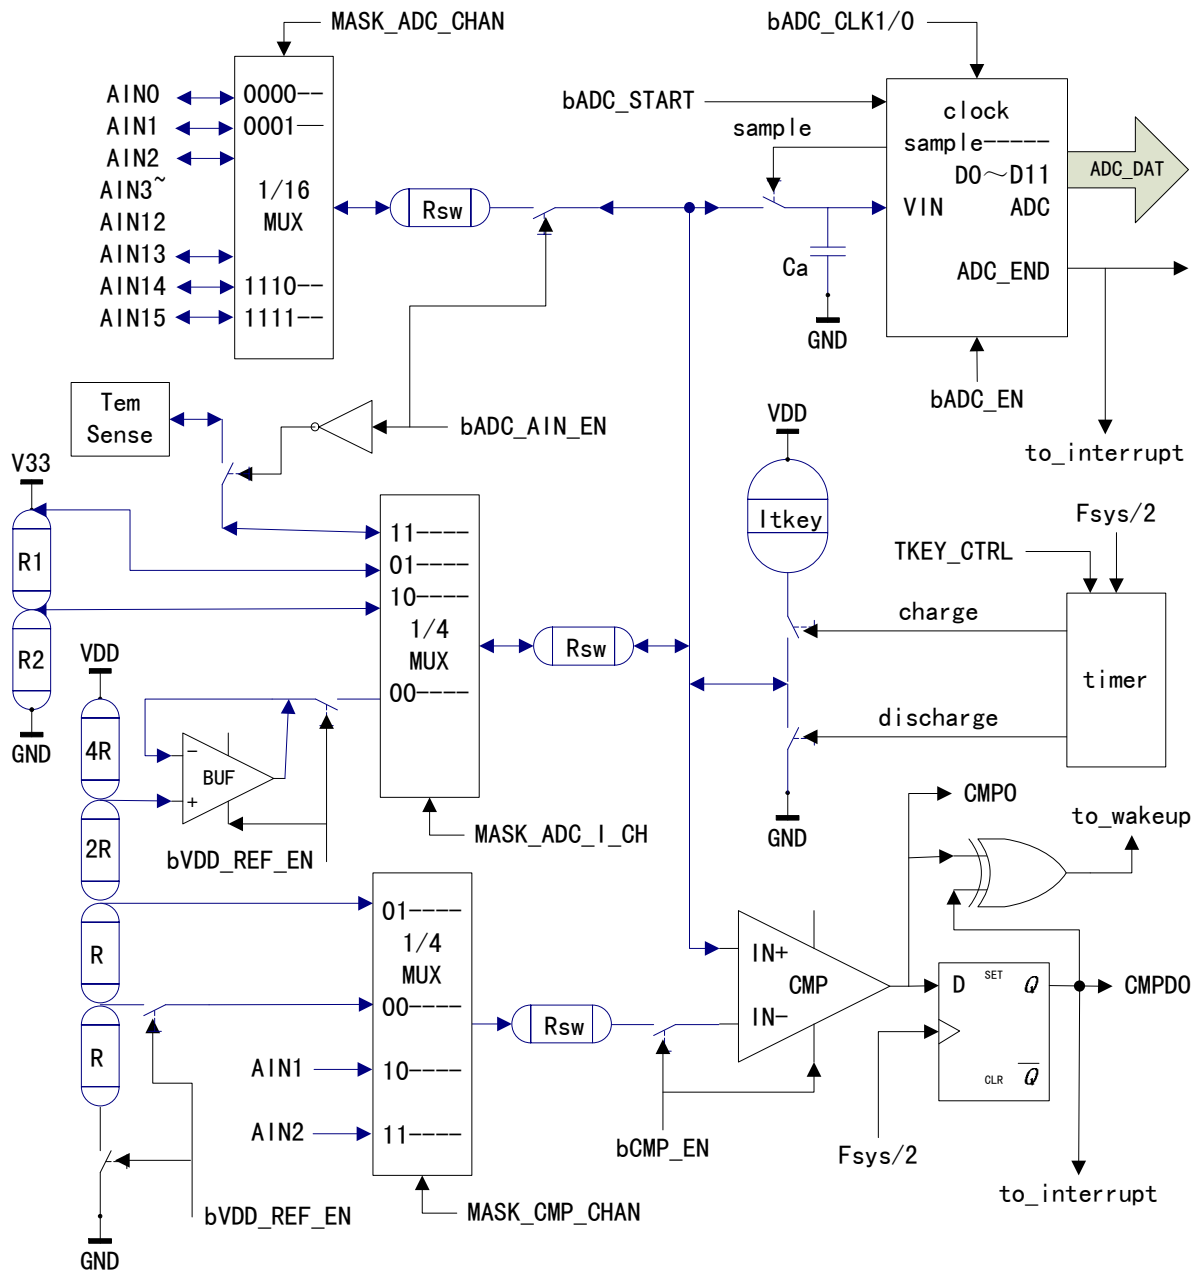 MASK_ADC_CHAN
bADC_CLK1/0
AIN0
0000--
bADC_START
clock
AIN1
0001--
sample
sample-----
AIN2
ADC_DAT
AIN3~
1/16
D0~D11
AIN12
MUX
Rsw
VIN
ADC
AIN13
Ca
ADC_END
AIN14
1110--
AIN15
1111--
GND
bADC_EN
Tem
Sense
bADC_AIN_EN
VDD
to_interrupt
V33
Itkey
Fsys/2
11----
TKEY_CTRL
R1
01----
10----
charge
1/4
MUX
Rsw
R2
VDD
timer
00----
discharge
GND
4R
-
BUF
+
CMPO
to_wakeup
GND
MASK_ADC_I_CH
2R
bVDD_REF_EN
01-----
R
1/4
MUX
IN+
CMP
D
SET
Q
CMPDO
00-----
IN-
Rsw
R
AIN1
10-----
CLR
Q
AIN2
11-----
bCMP_EN
Fsys/2
to_interrupt
bVDD_REF_EN
MASK_CMP_CHAN
GND